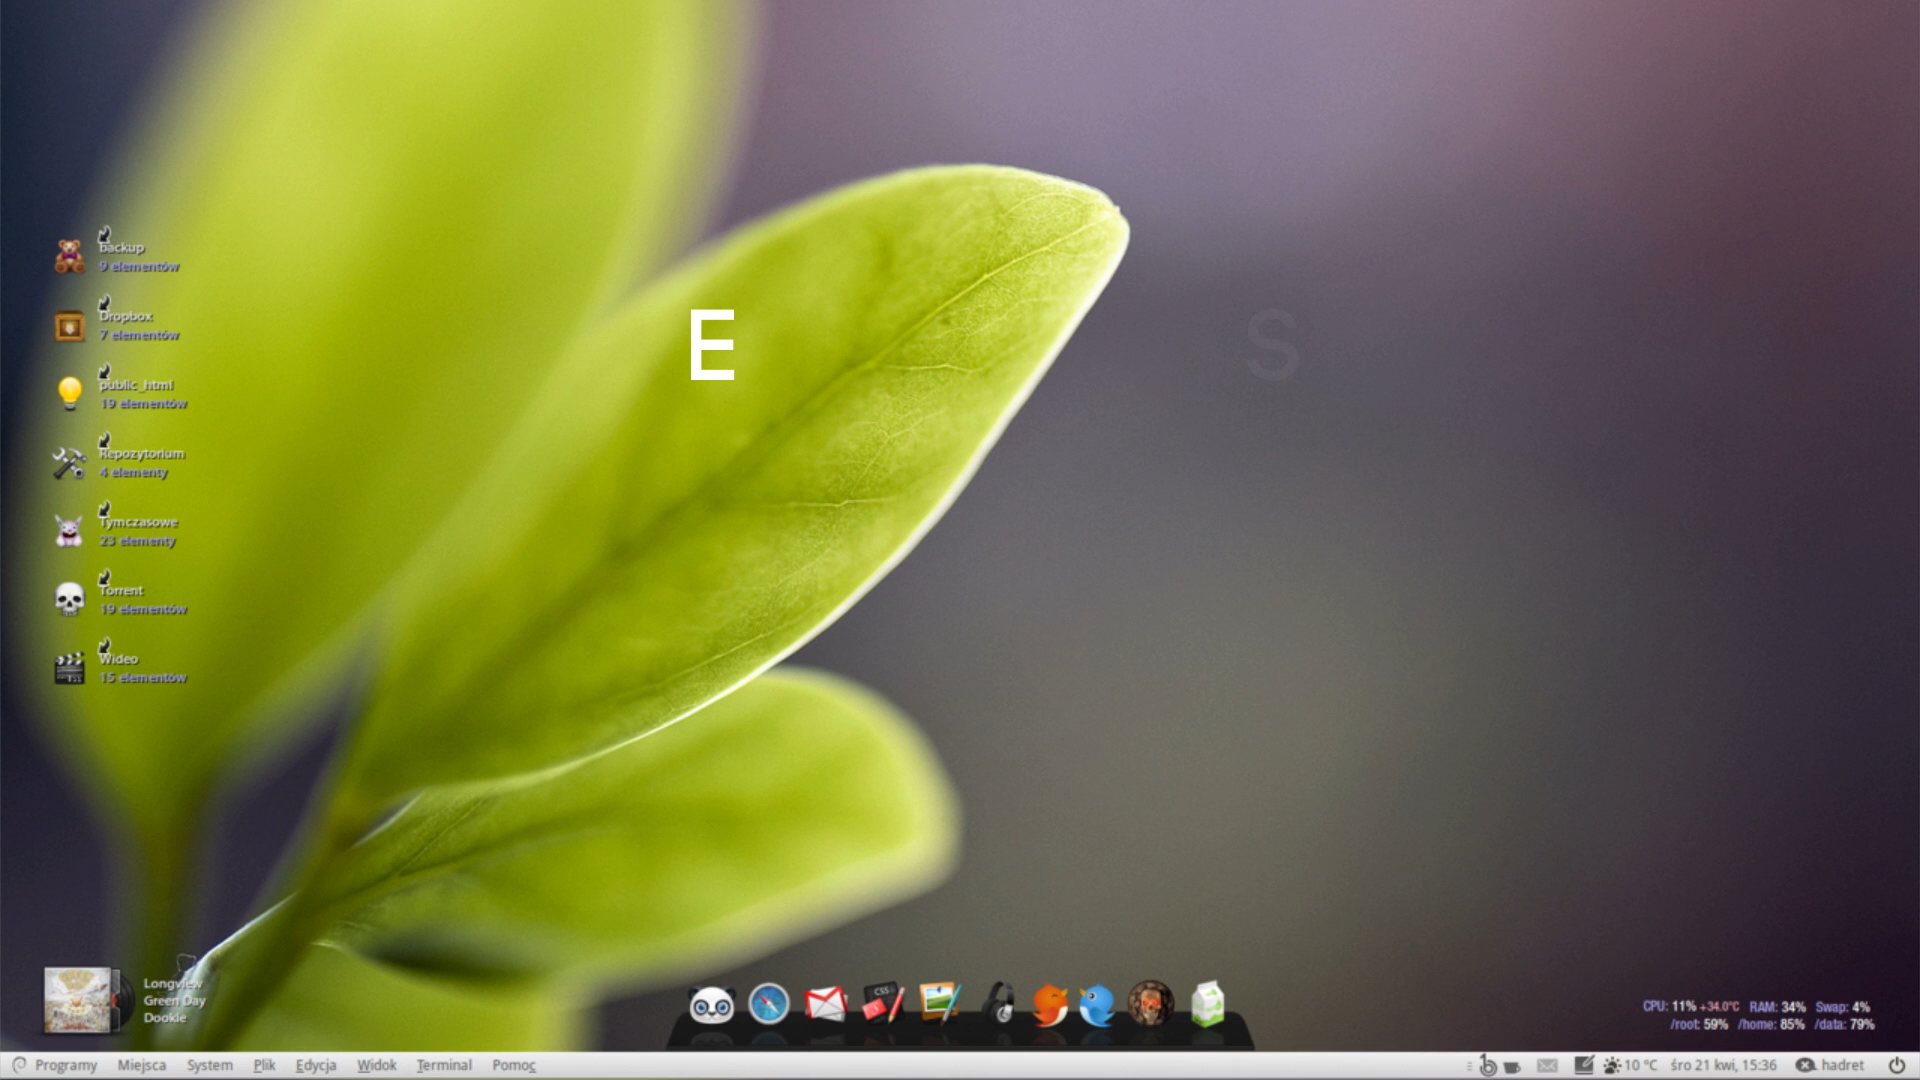 E S
backup
9 elementów
Dropbox
7 elementów
public_html
19 elementów
Repozytorium
4 elementy
Tymczasowe
23 elementy
Torrent
19 elementów
Wideo
15 elementów
Longview
Green Day
Dookie
CSS
CPU: 11% +34.0°C RAM: 34% Swap: 4%
/root: 59% /home: 85% /data: 79%
Programy Miejsca System Plik Edycja Widok Terminal Pomoc 10 °C śro 21 kwi, 15:36 hadret